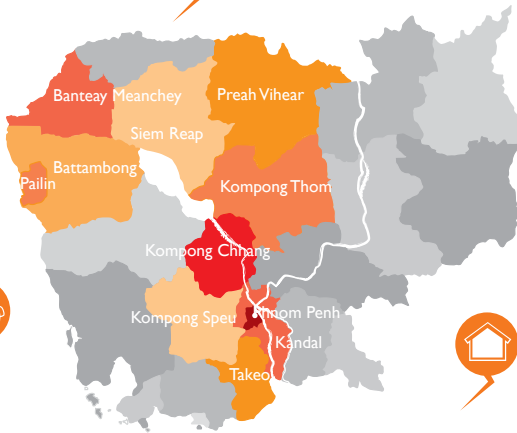 Banteay Meanchey
Preah Vihear
Siem Reap
Battambong
Pailin
Kompong Thom
Kompong Chhang
Kompong Speu
Phnom Penh
Kandal
Takeo